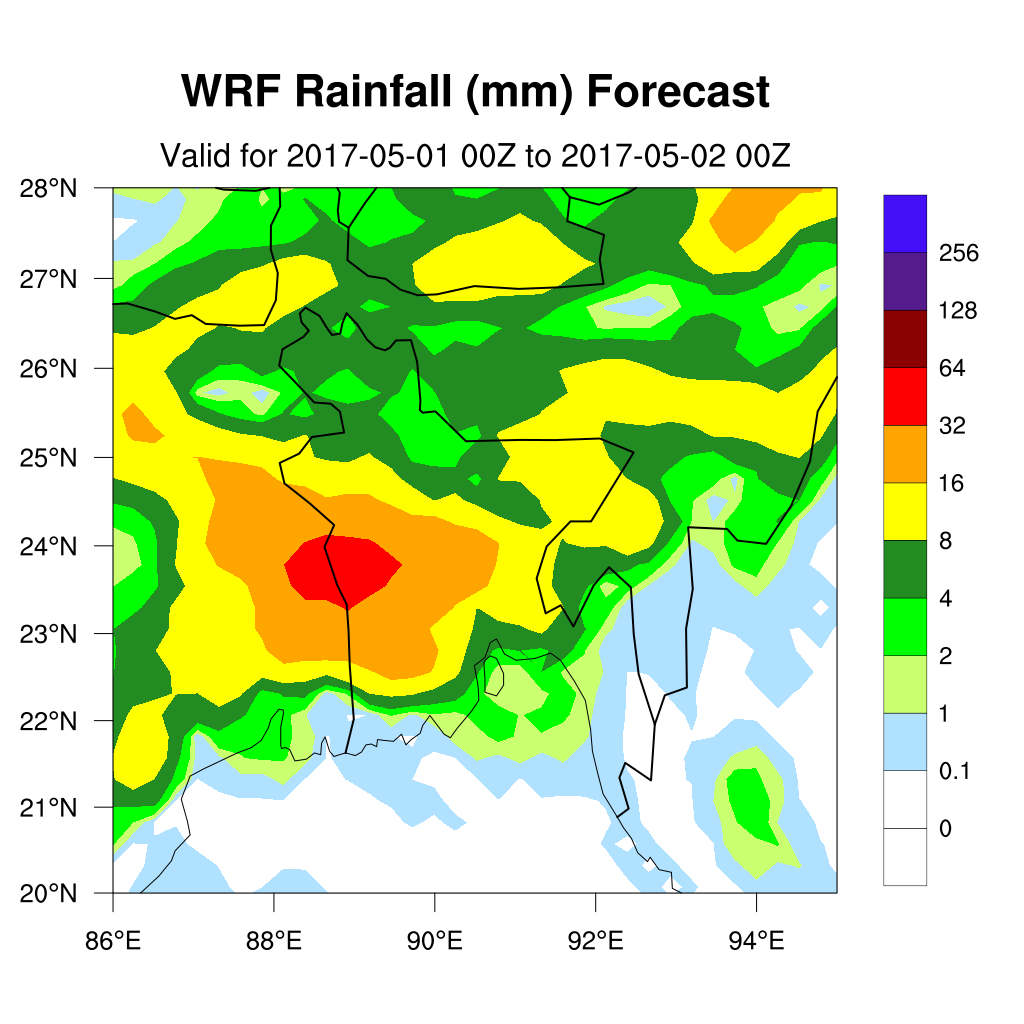 WRF Rainfall (mm) Forecast
Valid for 2017-05-01 00Z to 2017-05-02 00Z
28°N
27°N
26°N
25°N
24°N
23°N
22°N
21°N
20°N
86°E
88°E
90°E
92°E
94°E
256
128
64
32
16
8
4
2
1
0.1
0